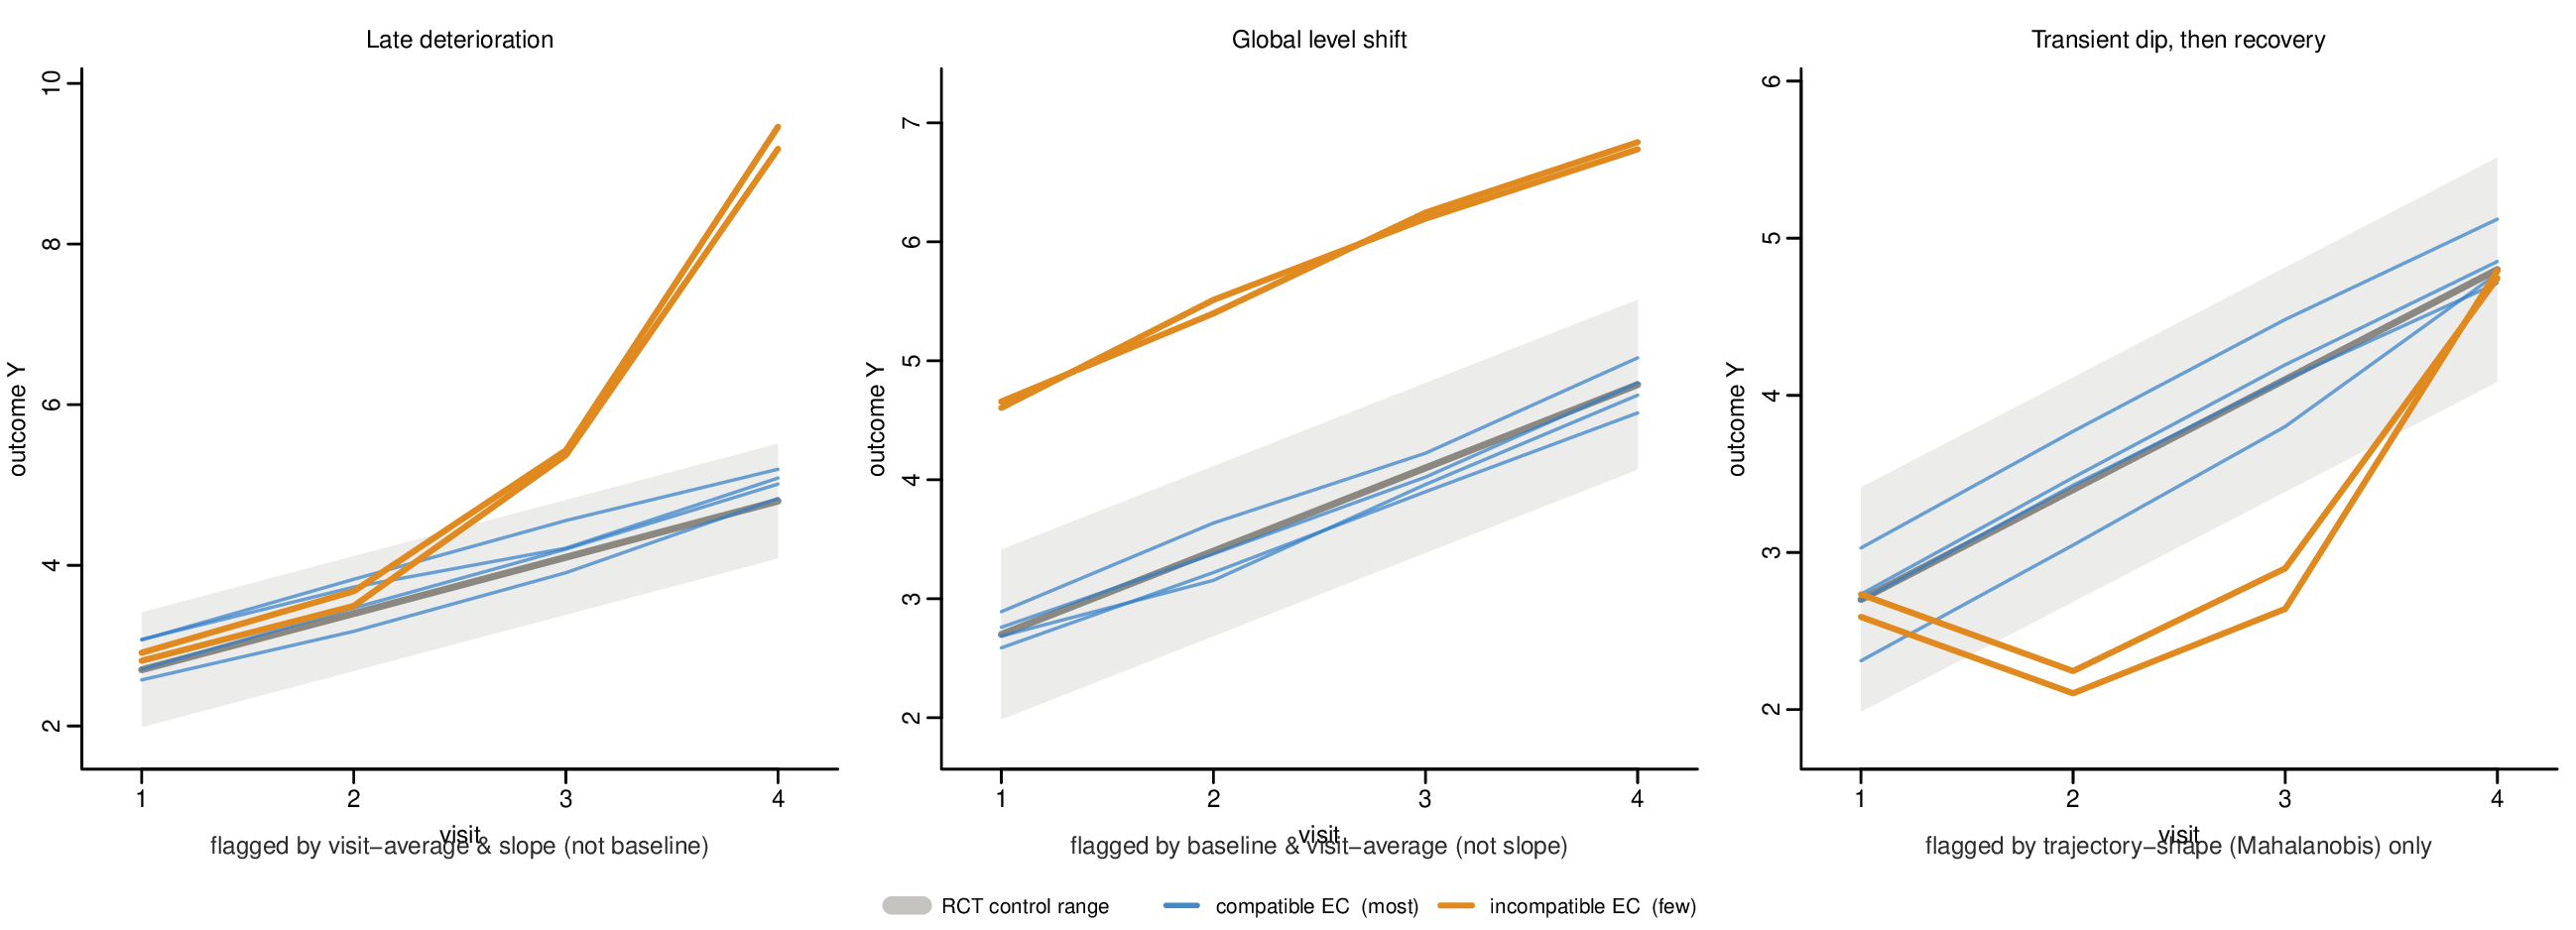 Late deterioration
Global level shift
Transient dip, then recovery
outcome Y
10
8
6
4
2
1 2 3 4
visit
flagged by visit−average & slope (not baseline)
outcome Y
7
6
5
4
3
2
1 2 3 4
visit
flagged by baseline & visit−average (not slope)
outcome Y
6
5
4
3
2
1 2 3 4
visit
flagged by trajectory−shape (Mahalanobis) only
RCT control range
compatible EC (most)
incompatible EC (few)